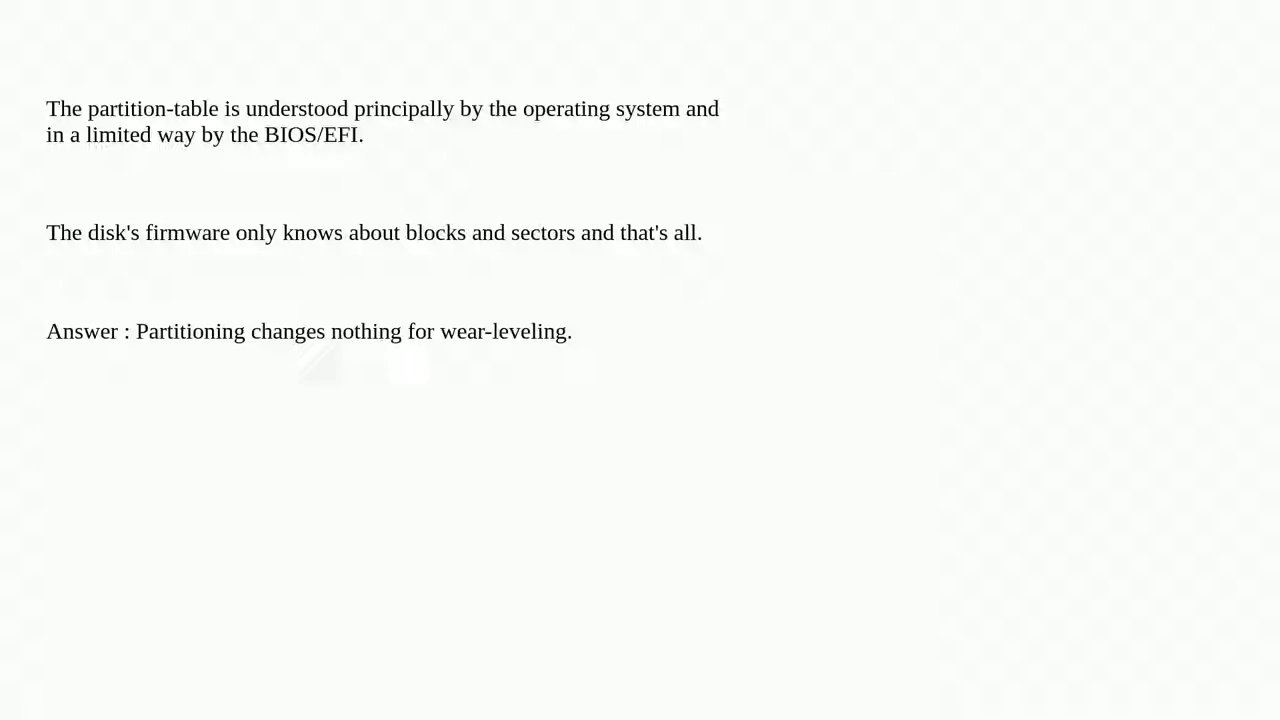 The partition-table is understood principally by the operating system and
in a limited way by the BIOS/EFI.
The disk's firmware only knows about blocks and sectors and that's all.
Answer : Partitioning changes nothing for wear-leveling.